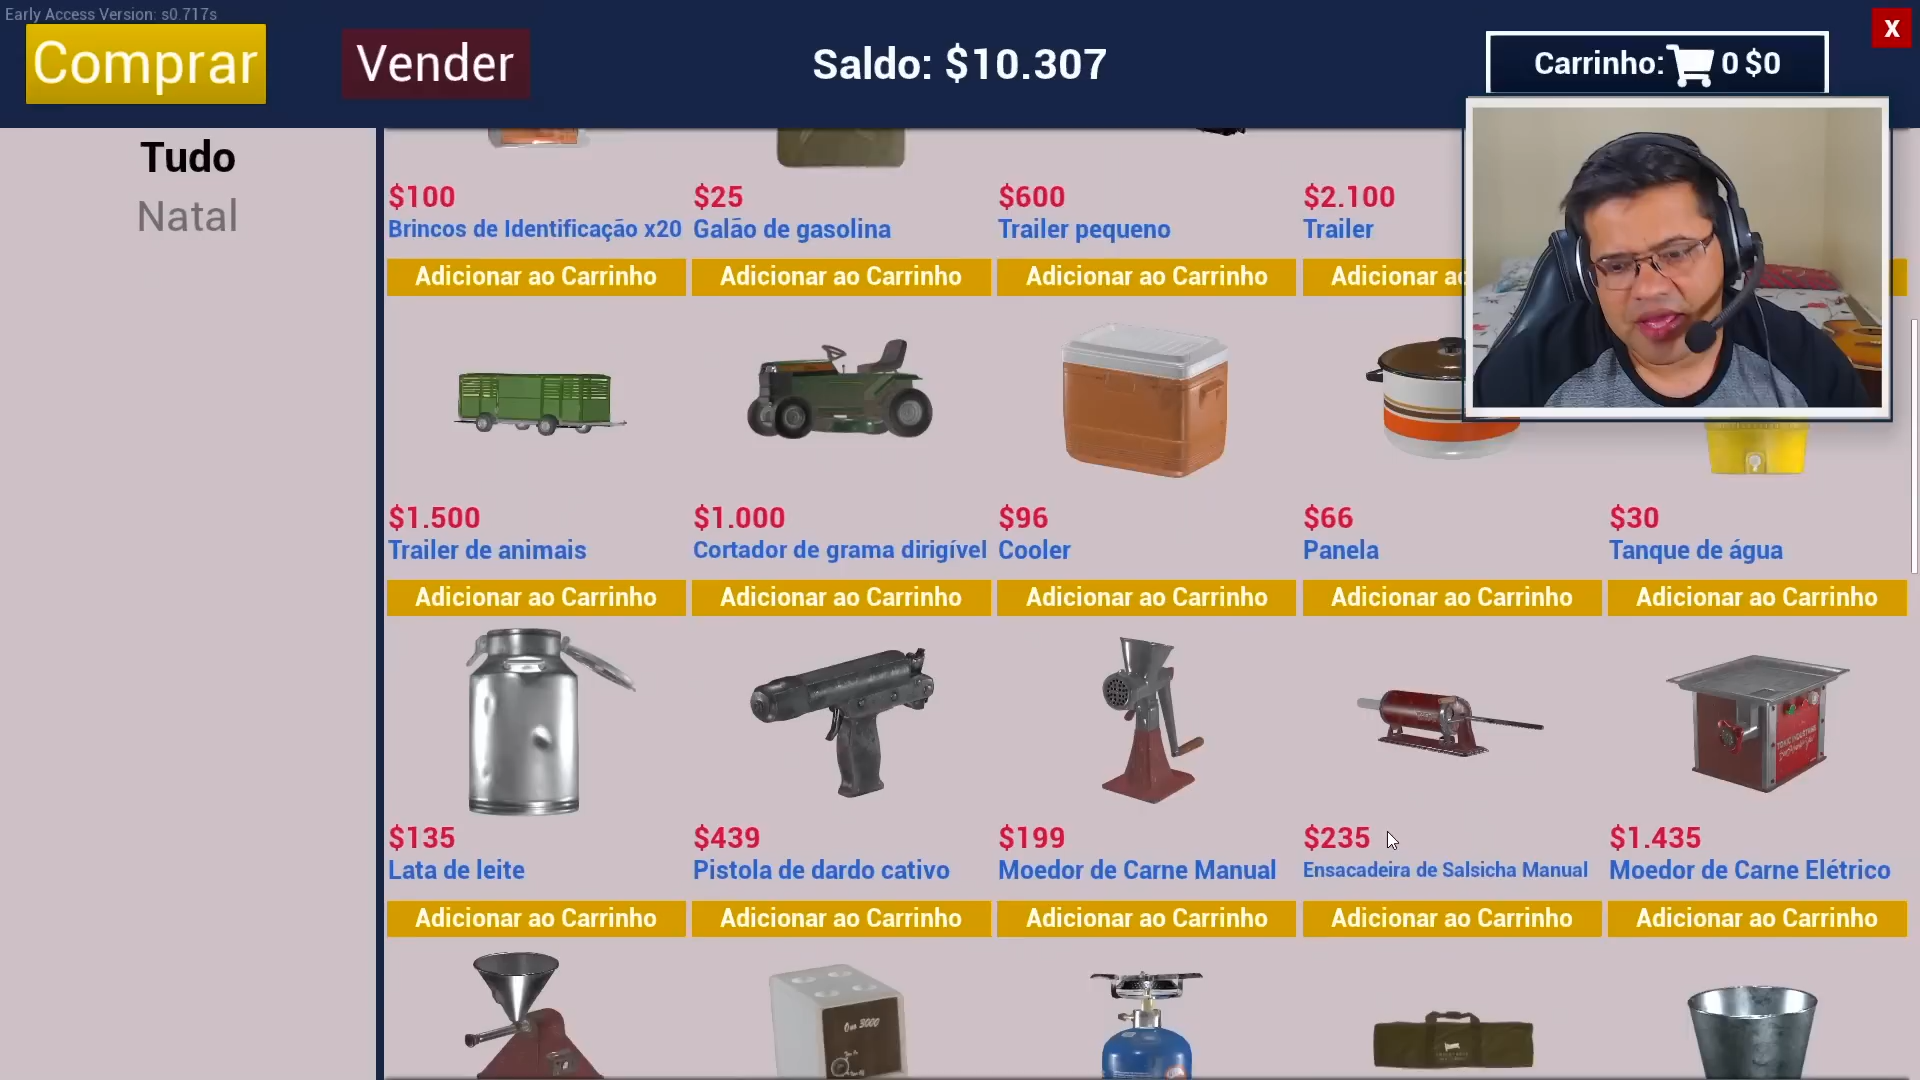 Early Access Version: s0.717s
Comprar
Vender
Saldo: $10.307
Carrinho: 0 $0
X
Tudo
Natal
$100
Brincos de Identificação x20
Adicionar ao Carrinho
$25
Galão de gasolina
Adicionar ao Carrinho
$600
Trailer pequeno
Adicionar ao Carrinho
$2.100
Trailer
Adicionar ao
$1.500
Trailer de animais
Adicionar ao Carrinho
$1.000
Cortador de grama dirigível
Adicionar ao Carrinho
$96
Cooler
Adicionar ao Carrinho
$66
Panela
Adicionar ao Carrinho
$30
Tanque de água
Adicionar ao Carrinho
$135
Lata de leite
Adicionar ao Carrinho
$439
Pistola de dardo cativo
Adicionar ao Carrinho
$199
Moedor de Carne Manual
Adicionar ao Carrinho
$235
Ensacadeira de Salsicha Manual
Adicionar ao Carrinho
$1.435
Moedor de Carne Elétrico
Adicionar ao Carrinho